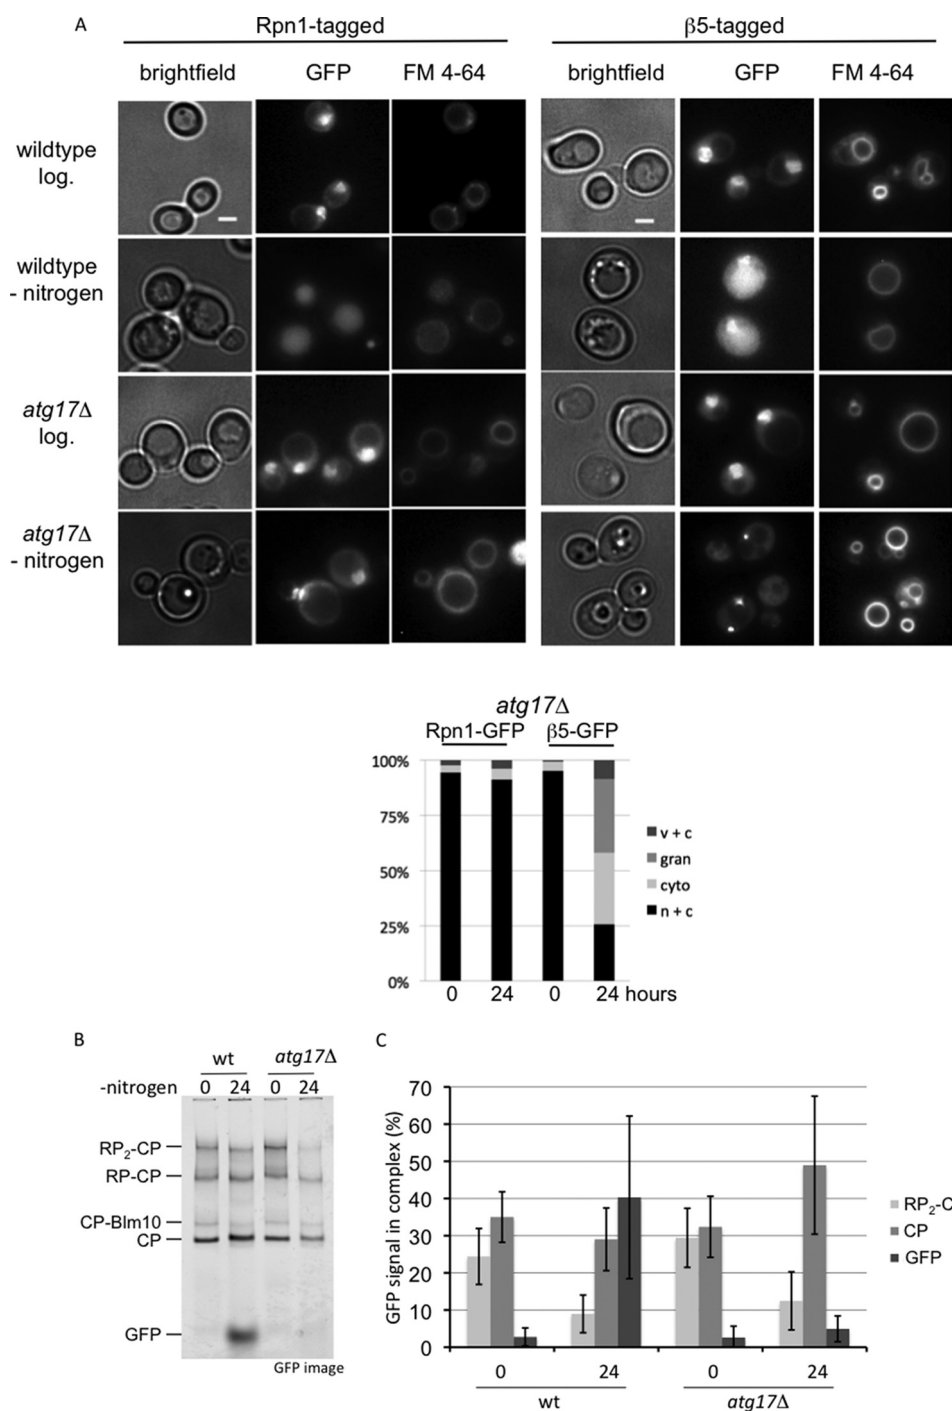 A
Rpn1-tagged β5-tagged
brightfield GFP FM 4-64 brightfield GFP FM 4-64
wildtype
log.
wildtype
- nitrogen
atg17Δ
log.
atg17Δ
- nitrogen
atg17Δ
Rpn1-GFP β5-GFP
100%
75%
50%
25%
0%
v + c
gran
cyto
n + c
0 24 0 24 hours
B
wt atg17Δ
-nitrogen 0 24 0 24
RP₂-CP
RP-CP
CP-Blm10
CP
GFP
GFP image
C
GFP signal in complex (%)
70
60
50
40
30
20
10
0
RP₂-C
CP
GFP
0 24 0 24
wt atg17Δ